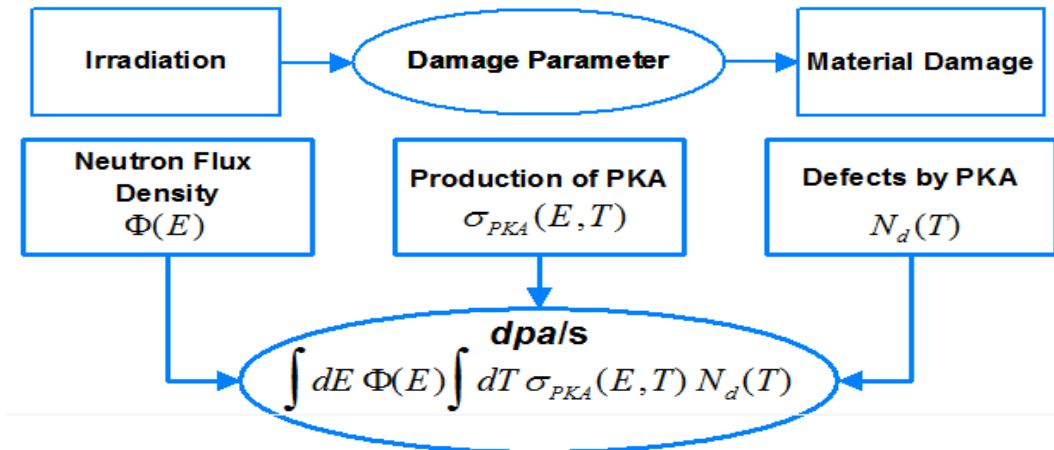 Irradiation
Damage Parameter
Material Damage
Neutron Flux
Density
Φ(E)
Production of PKA
σ_PKA(E,T)
Defects by PKA
N_d(T)
dpa/s
∫ dE Φ(E) ∫ dT σ_PKA(E,T) N_d(T)